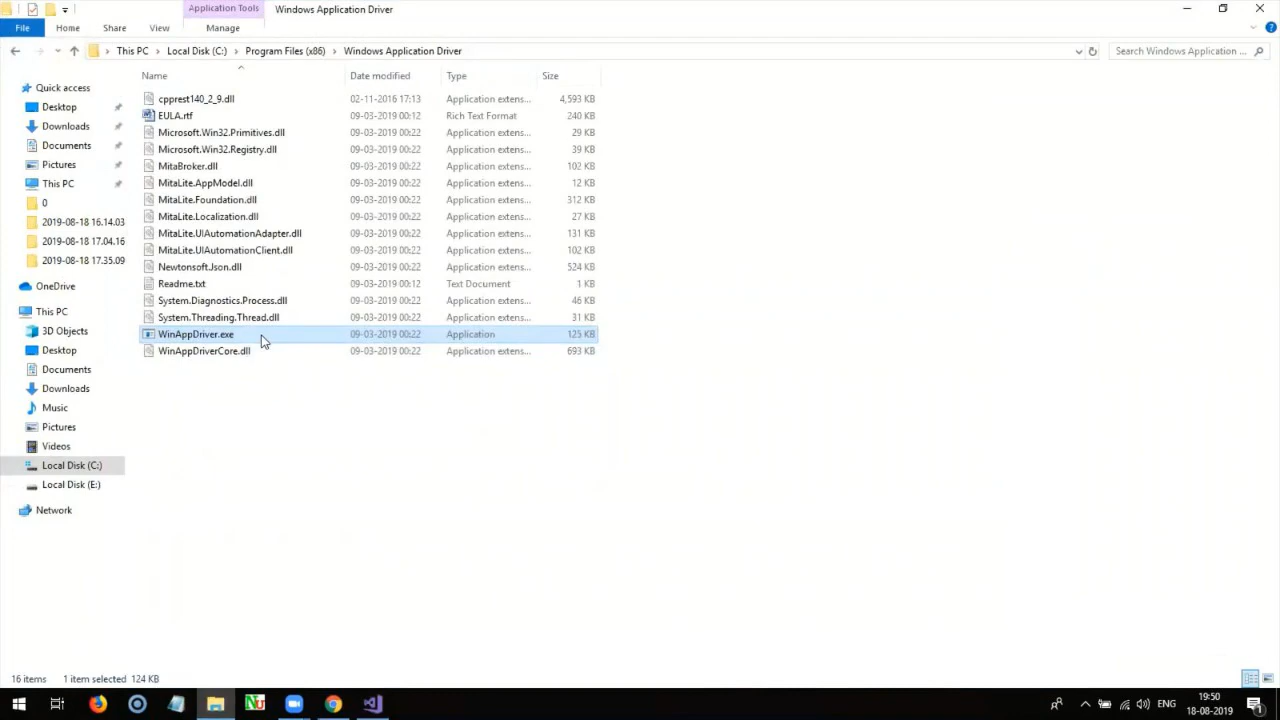 Application Tools
Windows Application Driver
File
Home
Share
View
Manage
This PC
Local Disk (C:)
Program Files (x86)
Windows Application Driver
Search Windows Application ...
Name
Date modified
Type
Size
Quick access
Desktop
Downloads
Documents
Pictures
This PC
0
2019-08-18 16.14.03
2019-08-18 17.04.16
2019-08-18 17.35.09
OneDrive
This PC
3D Objects
Desktop
Documents
Downloads
Music
Pictures
Videos
Local Disk (C:)
Local Disk (E:)
Network
cpprest140_2_9.dll 02-11-2016 17:13 Application extens... 4,593 KB
EULA.rtf 09-03-2019 00:12 Rich Text Format 240 KB
Microsoft.Win32.Primitives.dll 09-03-2019 00:22 Application extens... 29 KB
Microsoft.Win32.Registry.dll 09-03-2019 00:22 Application extens... 39 KB
MitaBroker.dll 09-03-2019 00:22 Application extens... 102 KB
MitaLite.AppModel.dll 09-03-2019 00:22 Application extens... 12 KB
MitaLite.Foundation.dll 09-03-2019 00:22 Application extens... 312 KB
MitaLite.Localization.dll 09-03-2019 00:22 Application extens... 27 KB
MitaLite.UIAutomationAdapter.dll 09-03-2019 00:22 Application extens... 131 KB
MitaLite.UIAutomationClient.dll 09-03-2019 00:22 Application extens... 102 KB
Newtonsoft.Json.dll 09-03-2019 00:22 Application extens... 524 KB
Readme.txt 09-03-2019 00:12 Text Document 1 KB
System.Diagnostics.Process.dll 09-03-2019 00:22 Application extens... 46 KB
System.Threading.Thread.dll 09-03-2019 00:22 Application extens... 31 KB
WinAppDriver.exe 09-03-2019 00:22 Application 125 KB
WinAppDriverCore.dll 09-03-2019 00:22 Application extens... 693 KB
16 items 1 item selected 124 KB
ENG
19:50
18-08-2019